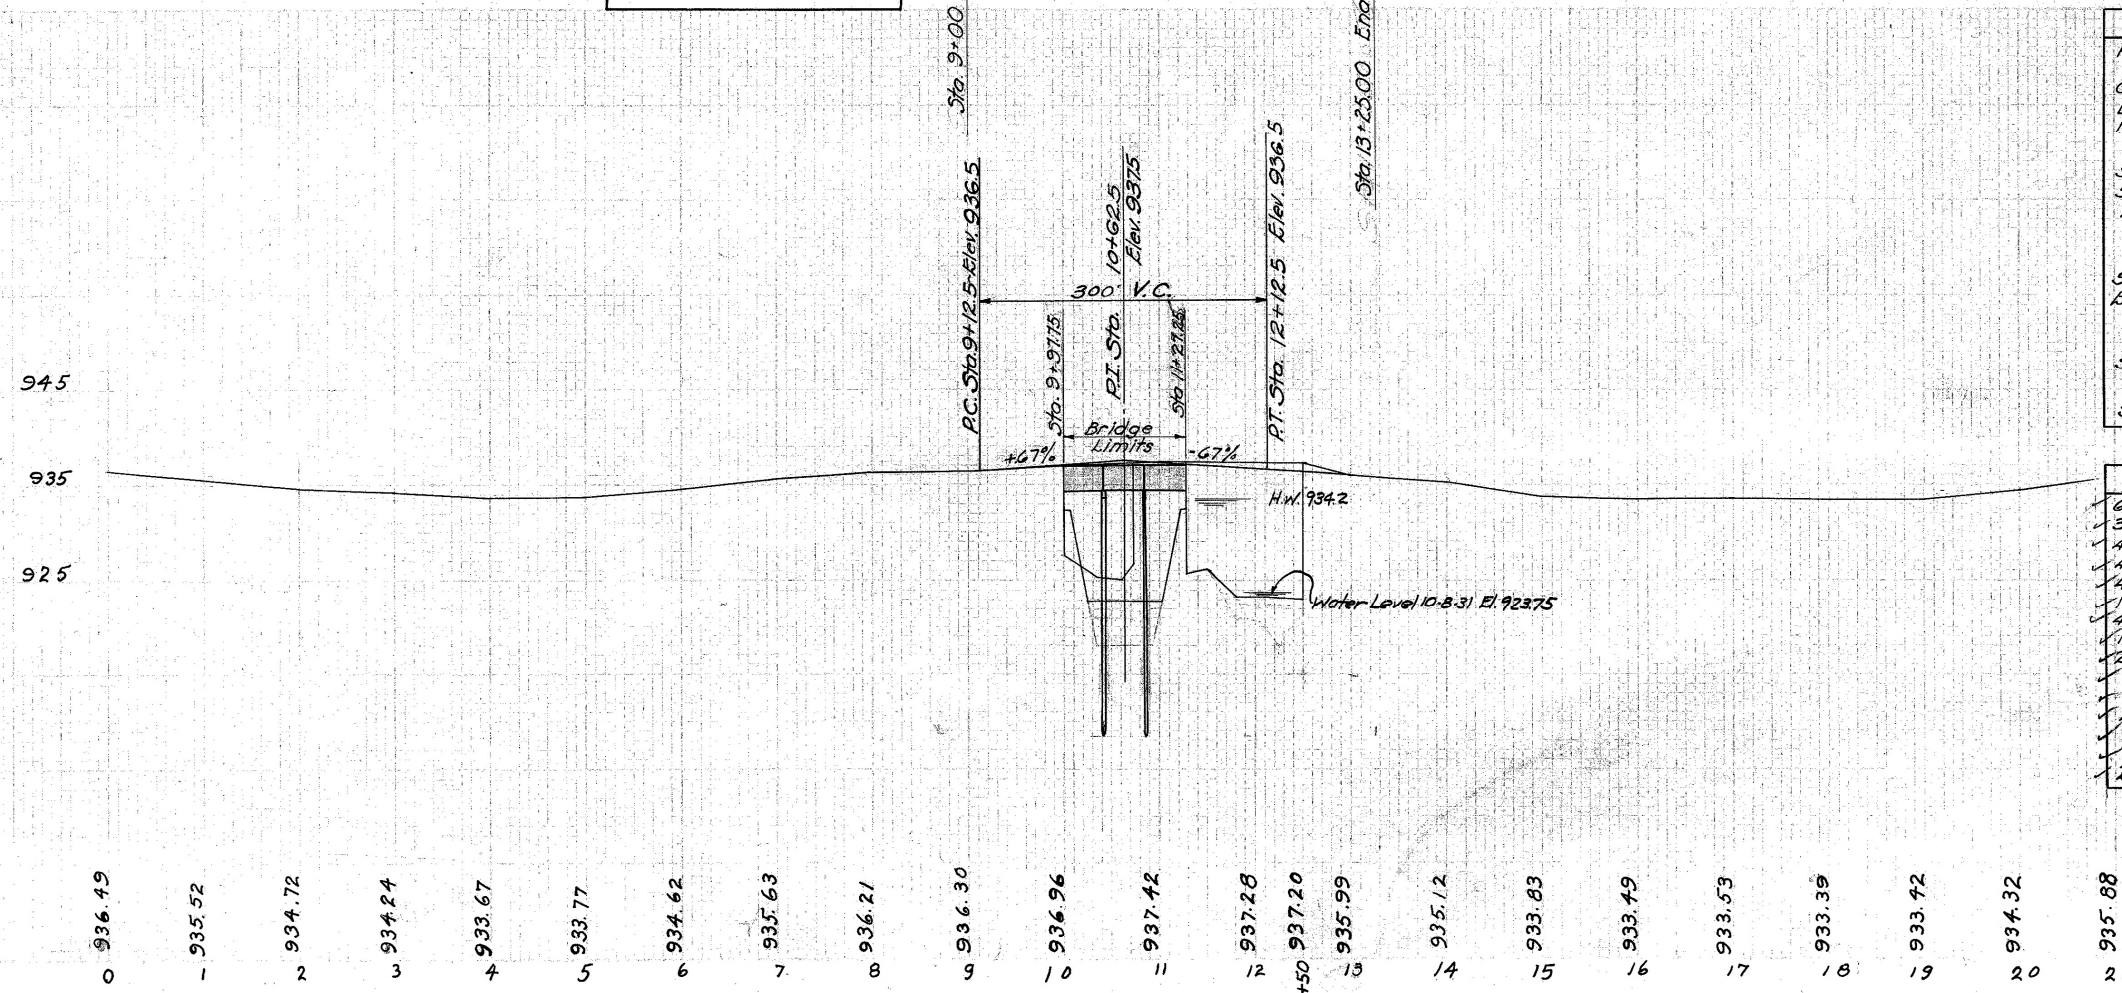 Sta. 9+00
Sta. 13+25.00 End
P.C. Sta. 9+12.5 Elev. 936.5
Sta. 9+97.75
P.I. Sta. 10+62.5
Elev. 937.5
Sta. 11+27.25
P.T. Sta. 12+12.5 Elev. 936.5
300' V.C.
Bridge
Limits
+.67%
-.67%
945
935
925
H.W. 934.2
Water Level 10-8-31 El. 923.75
936.49
935.52
934.72
934.24
933.67
933.77
934.62
935.63
936.21
936.30
936.96
937.42
937.28
937.20
935.99
935.12
933.83
933.49
933.53
933.39
933.42
934.32
935.88
0 1 2 3 4 5 6 7 8 9 10 11 12 +50 13 14 15 16 17 18 19 20 2